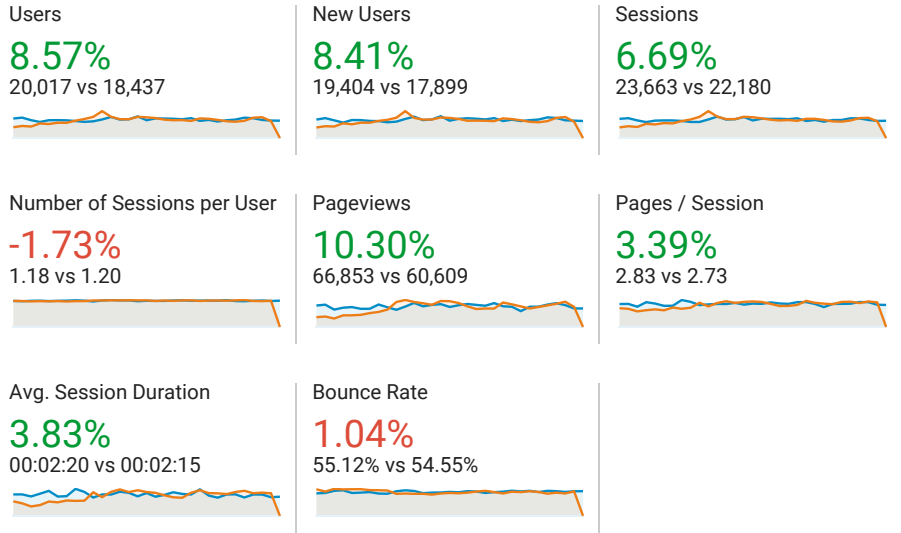 Users
8.57%
20,017 vs 18,437
New Users
8.41%
19,404 vs 17,899
Sessions
6.69%
23,663 vs 22,180
Number of Sessions per User
-1.73%
1.18 vs 1.20
Pageviews
10.30%
66,853 vs 60,609
Pages / Session
3.39%
2.83 vs 2.73
Avg. Session Duration
3.83%
00:02:20 vs 00:02:15
Bounce Rate
1.04%
55.12% vs 54.55%